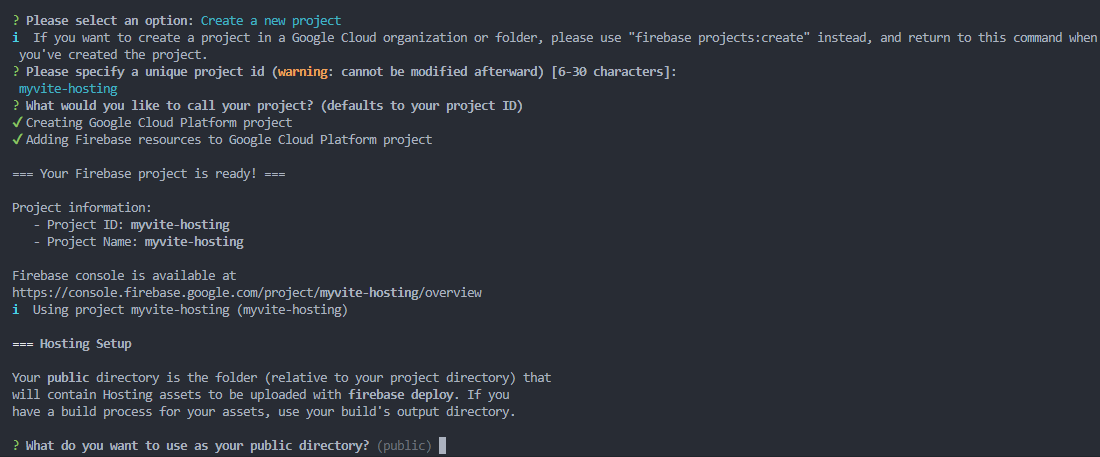 ? Please select an option: Create a new project
i  If you want to create a project in a Google Cloud organization or folder, please use "firebase projects:create" instead, and return to this command when
you've created the project.
? Please specify a unique project id (warning: cannot be modified afterward) [6-30 characters]:
myvite-hosting
? What would you like to call your project? (defaults to your project ID)
✔ Creating Google Cloud Platform project
✔ Adding Firebase resources to Google Cloud Platform project
=== Your Firebase project is ready! ===
Project information:
- Project ID: myvite-hosting
- Project Name: myvite-hosting
Firebase console is available at
https://console.firebase.google.com/project/myvite-hosting/overview
i  Using project myvite-hosting (myvite-hosting)
=== Hosting Setup
Your public directory is the folder (relative to your project directory) that
will contain Hosting assets to be uploaded with firebase deploy. If you
have a build process for your assets, use your build's output directory.
? What do you want to use as your public directory? (public)